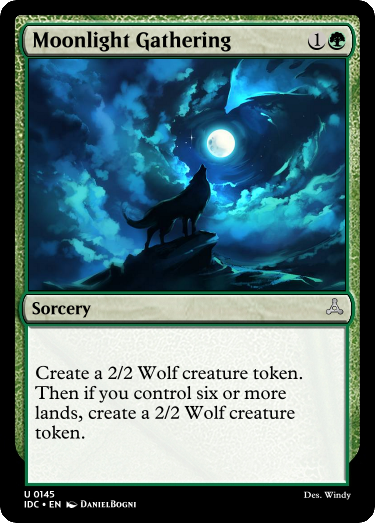 Moonlight Gathering 1
Sorcery
Create a 2/2 Wolf creature token.
Then if you control six or more
lands, create a 2/2 Wolf creature
token.
U 0145
IDC • EN DanielBogni
Des. Windy